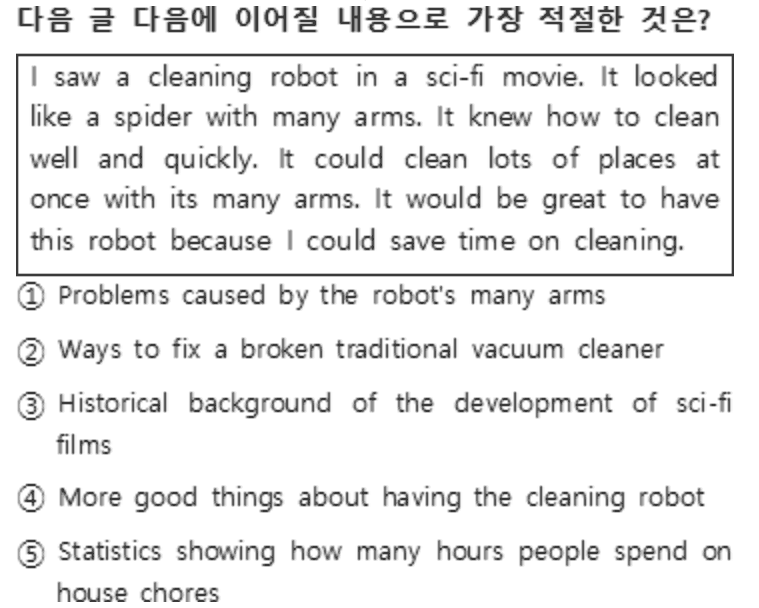 다음 글 다음에 이어질 내용으로 가장 적절한 것은?
I saw a cleaning robot in a sci-fi movie. It looked
like a spider with many arms. It knew how to clean
well and quickly. It could clean lots of places at
once with its many arms. It would be great to have
this robot because I could save time on cleaning.
① Problems caused by the robot's many arms
② Ways to fix a broken traditional vacuum cleaner
③ Historical background of the development of sci-fi
films
④ More good things about having the cleaning robot
⑤ Statistics showing how many hours people spend on
house chores